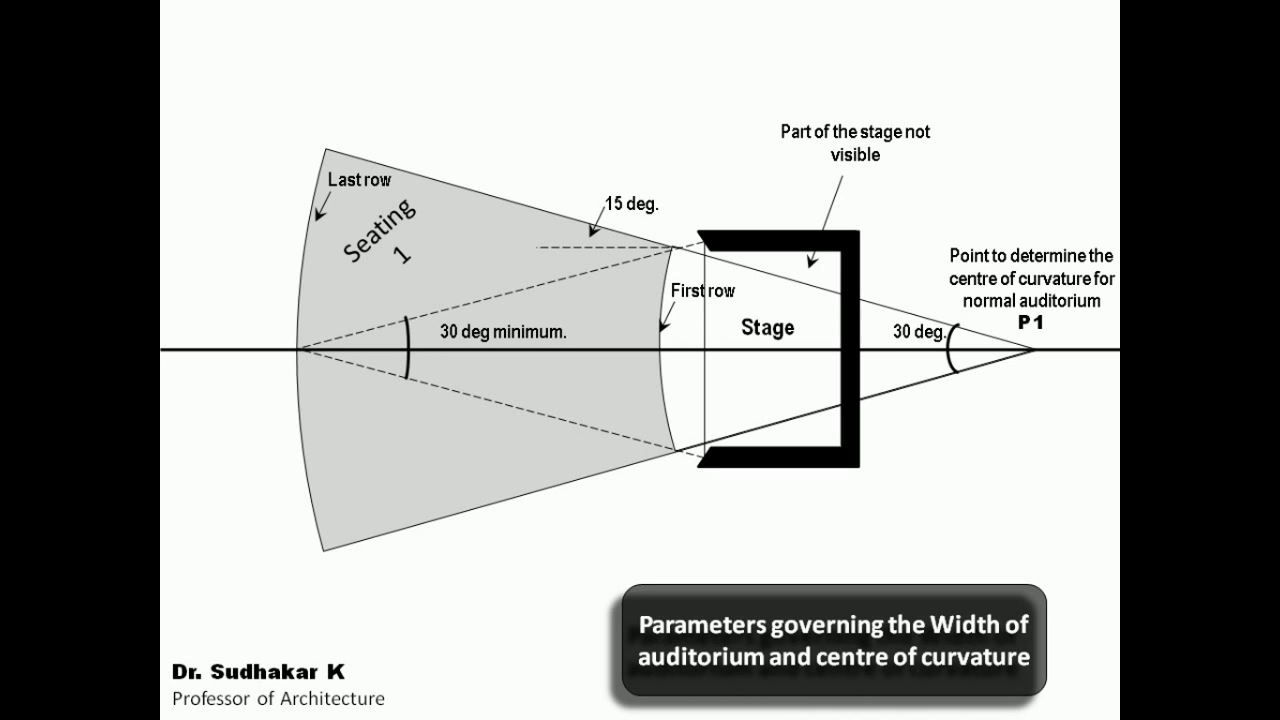 Part of the stage not
visible
Last row
Seating
1
15 deg.
Point to determine the
centre of curvature for
normal auditorium
P1
First row
30 deg minimum.
Stage
30 deg.
Parameters governing the Width of
auditorium and centre of curvature
Dr. Sudhakar K
Professor of Architecture